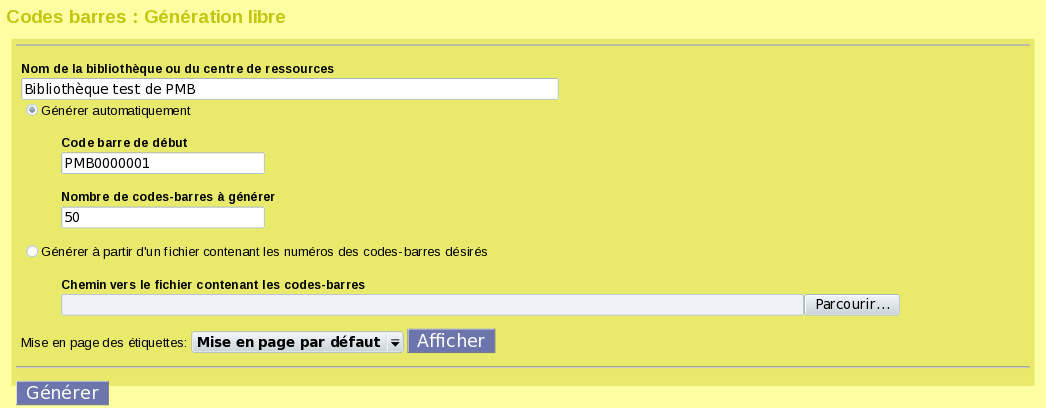 Codes barres : Génération libre
Nom de la bibliothèque ou du centre de ressources
Bibliothèque test de PMB
Générer automatiquement
Code barre de début
PMB0000001
Nombre de codes-barres à générer
50
Générer à partir d'un fichier contenant les numéros des codes-barres désirés
Chemin vers le fichier contenant les codes-barres
Parcourir...
Mise en page des étiquettes: Mise en page par défaut Afficher
Générer